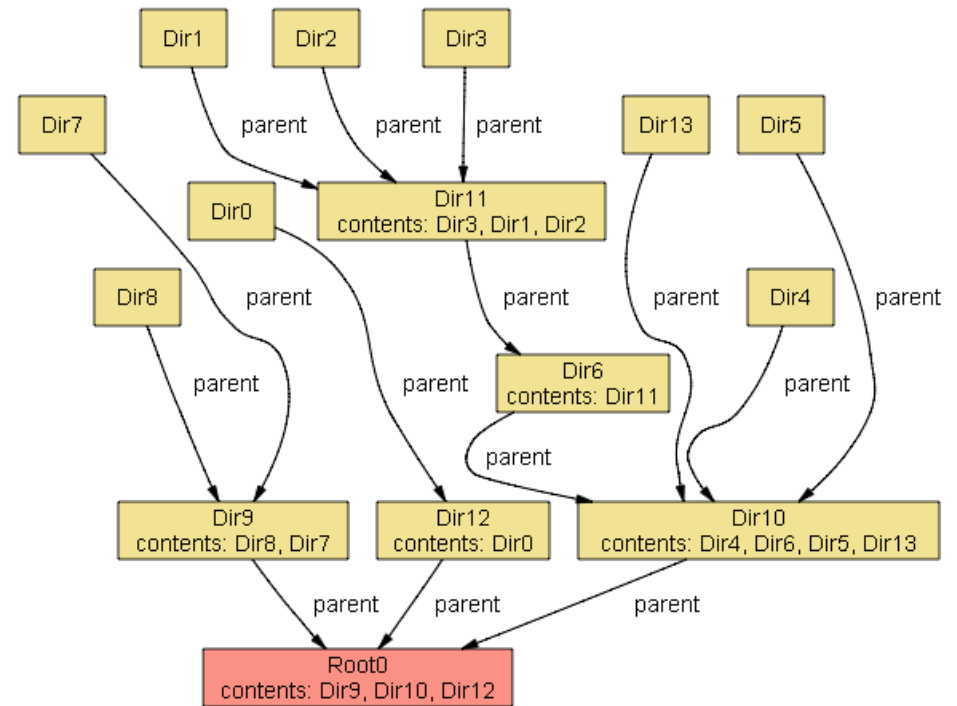 Dir1
Dir2
Dir3
Dir7
parent
parent
parent
Dir13
Dir5
Dir0
Dir11
contents: Dir3, Dir1, Dir2
Dir8
parent
parent
parent
Dir4
parent
parent
parent
Dir6
contents: Dir11
parent
parent
parent
Dir9
contents: Dir8, Dir7
Dir12
contents: Dir0
Dir10
contents: Dir4, Dir6, Dir5, Dir13
parent
parent
parent
Root0
contents: Dir9, Dir10, Dir12